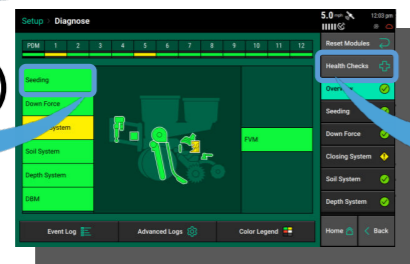 Setup > Diagnose
5.0 mph
12:03 pm
PDM 1 2 3 4 5 6 7 8 9 10 11 12
Reset Modules
Health Checks
Seeding
Down Force
System
Soil System
Depth System
DBM
FVM
Overview
Seeding
Down Force
Closing System
Soil System
Depth System
Event Log
Advanced Logs
Color Legend
Home
< Back